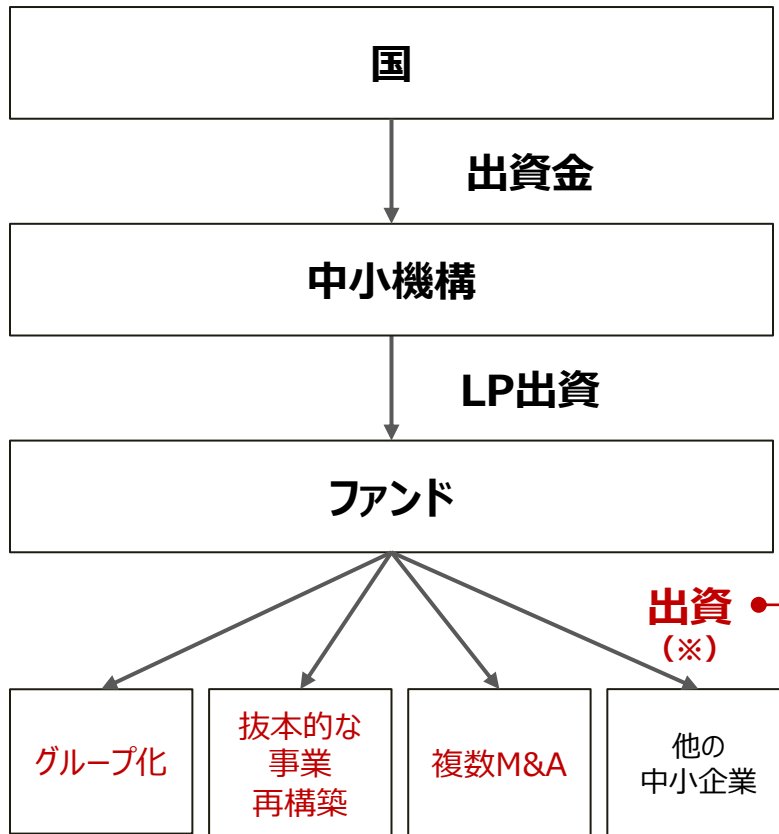 国
出資金
中小機構
LP出資
ファンド
出資
（※）
グループ化
抜本的な
事業
再構築
複数M&A
他の
中小企業